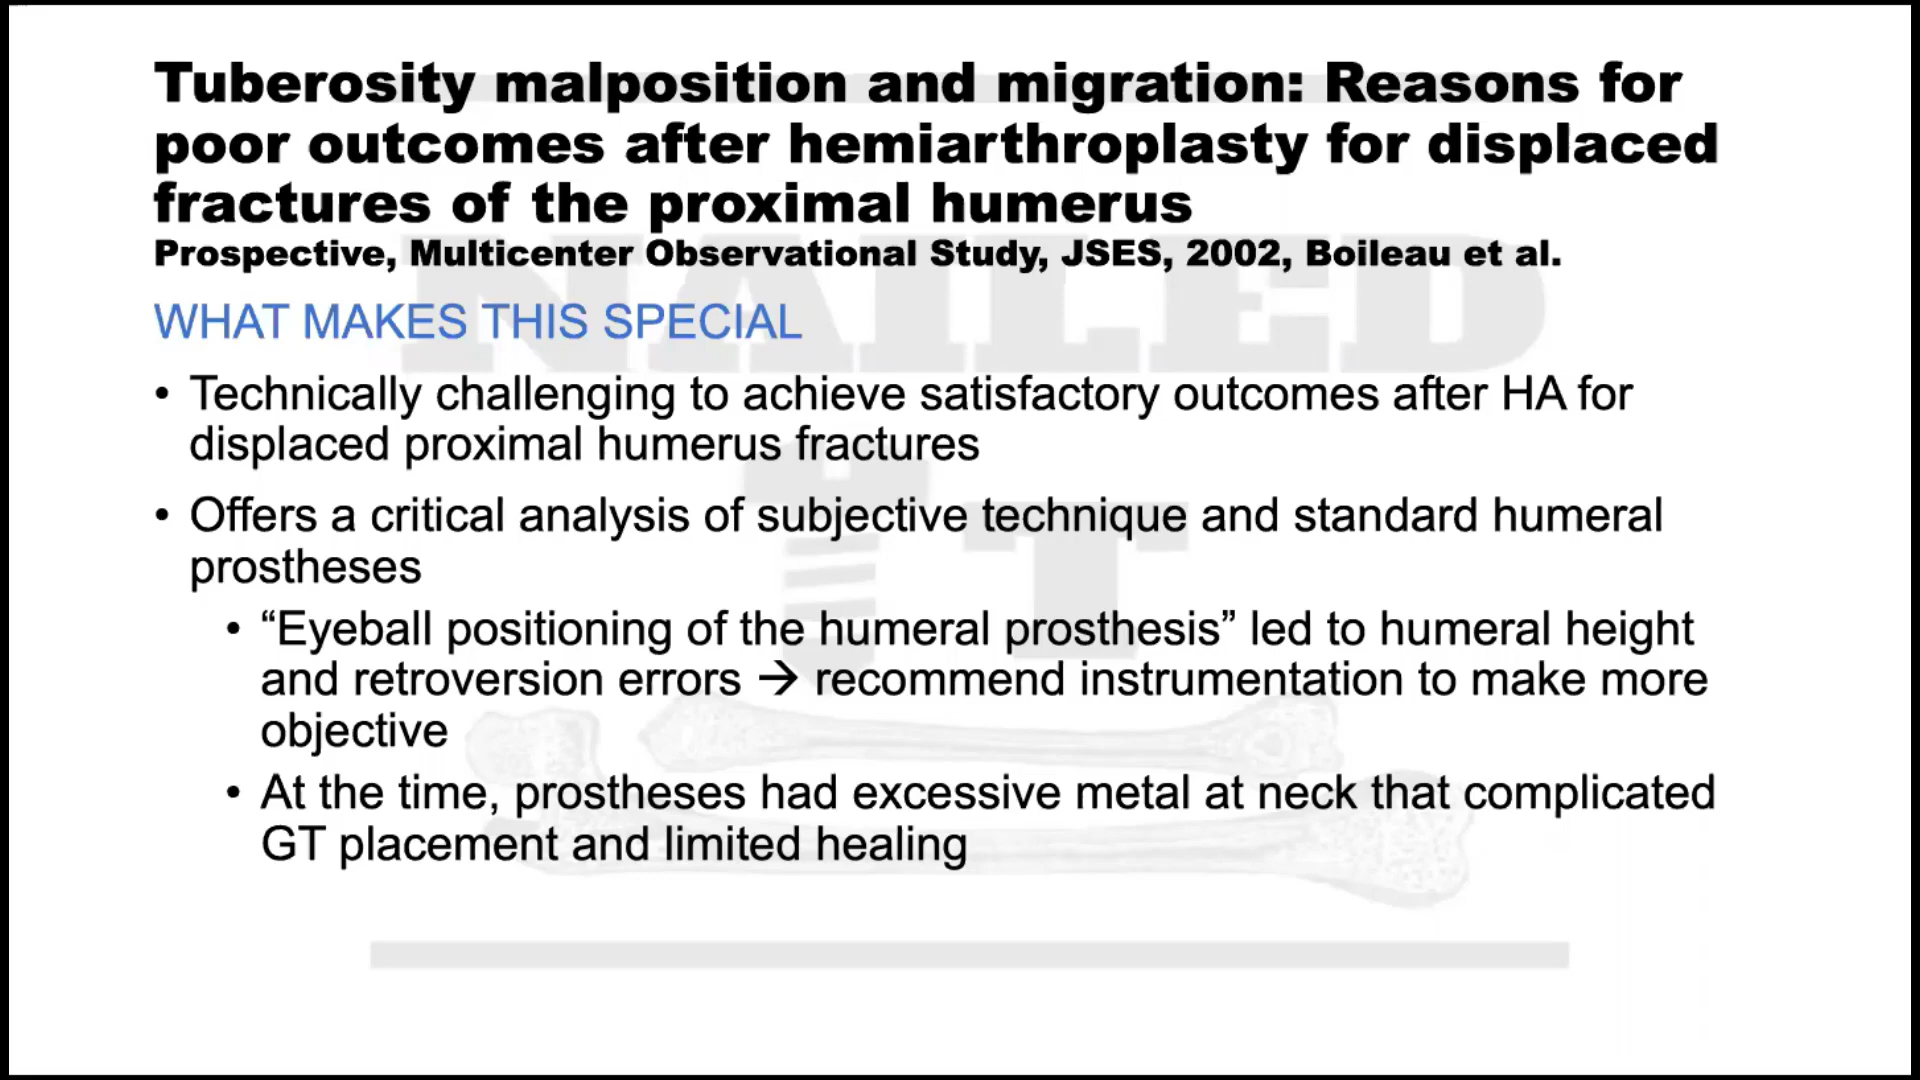 Tuberosity malposition and migration: Reasons for
poor outcomes after hemiarthroplasty for displaced
fractures of the proximal humerus
Prospective, Multicenter Observational Study, JSES, 2002, Boileau et al.
WHAT MAKES THIS SPECIAL
• Technically challenging to achieve satisfactory outcomes after HA for
displaced proximal humerus fractures
• Offers a critical analysis of subjective technique and standard humeral
prostheses
• “Eyeball positioning of the humeral prosthesis” led to humeral height
and retroversion errors → recommend instrumentation to make more
objective
• At the time, prostheses had excessive metal at neck that complicated
GT placement and limited healing
NAILED
IT